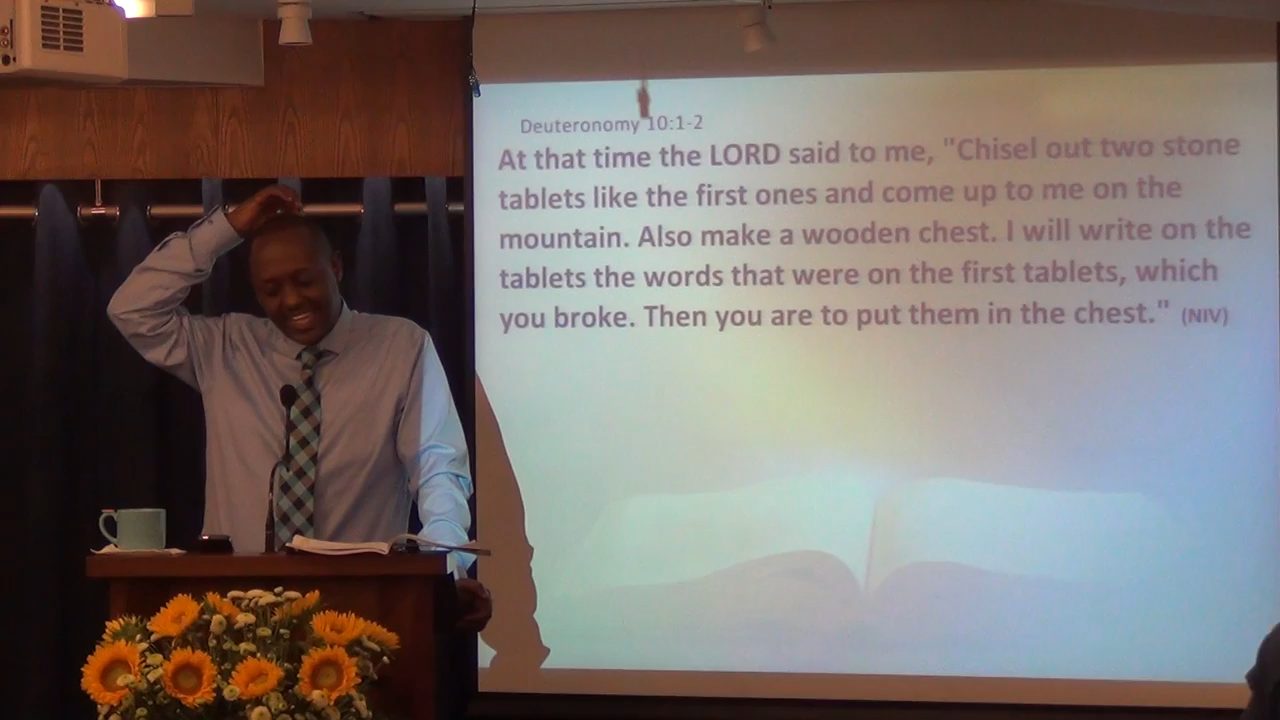 Deuteronomy 10:1-2
At that time the LORD said to me, "Chisel out two stone
tablets like the first ones and come up to me on the
mountain. Also make a wooden chest. I will write on the
tablets the words that were on the first tablets, which
you broke. Then you are to put them in the chest." (NIV)